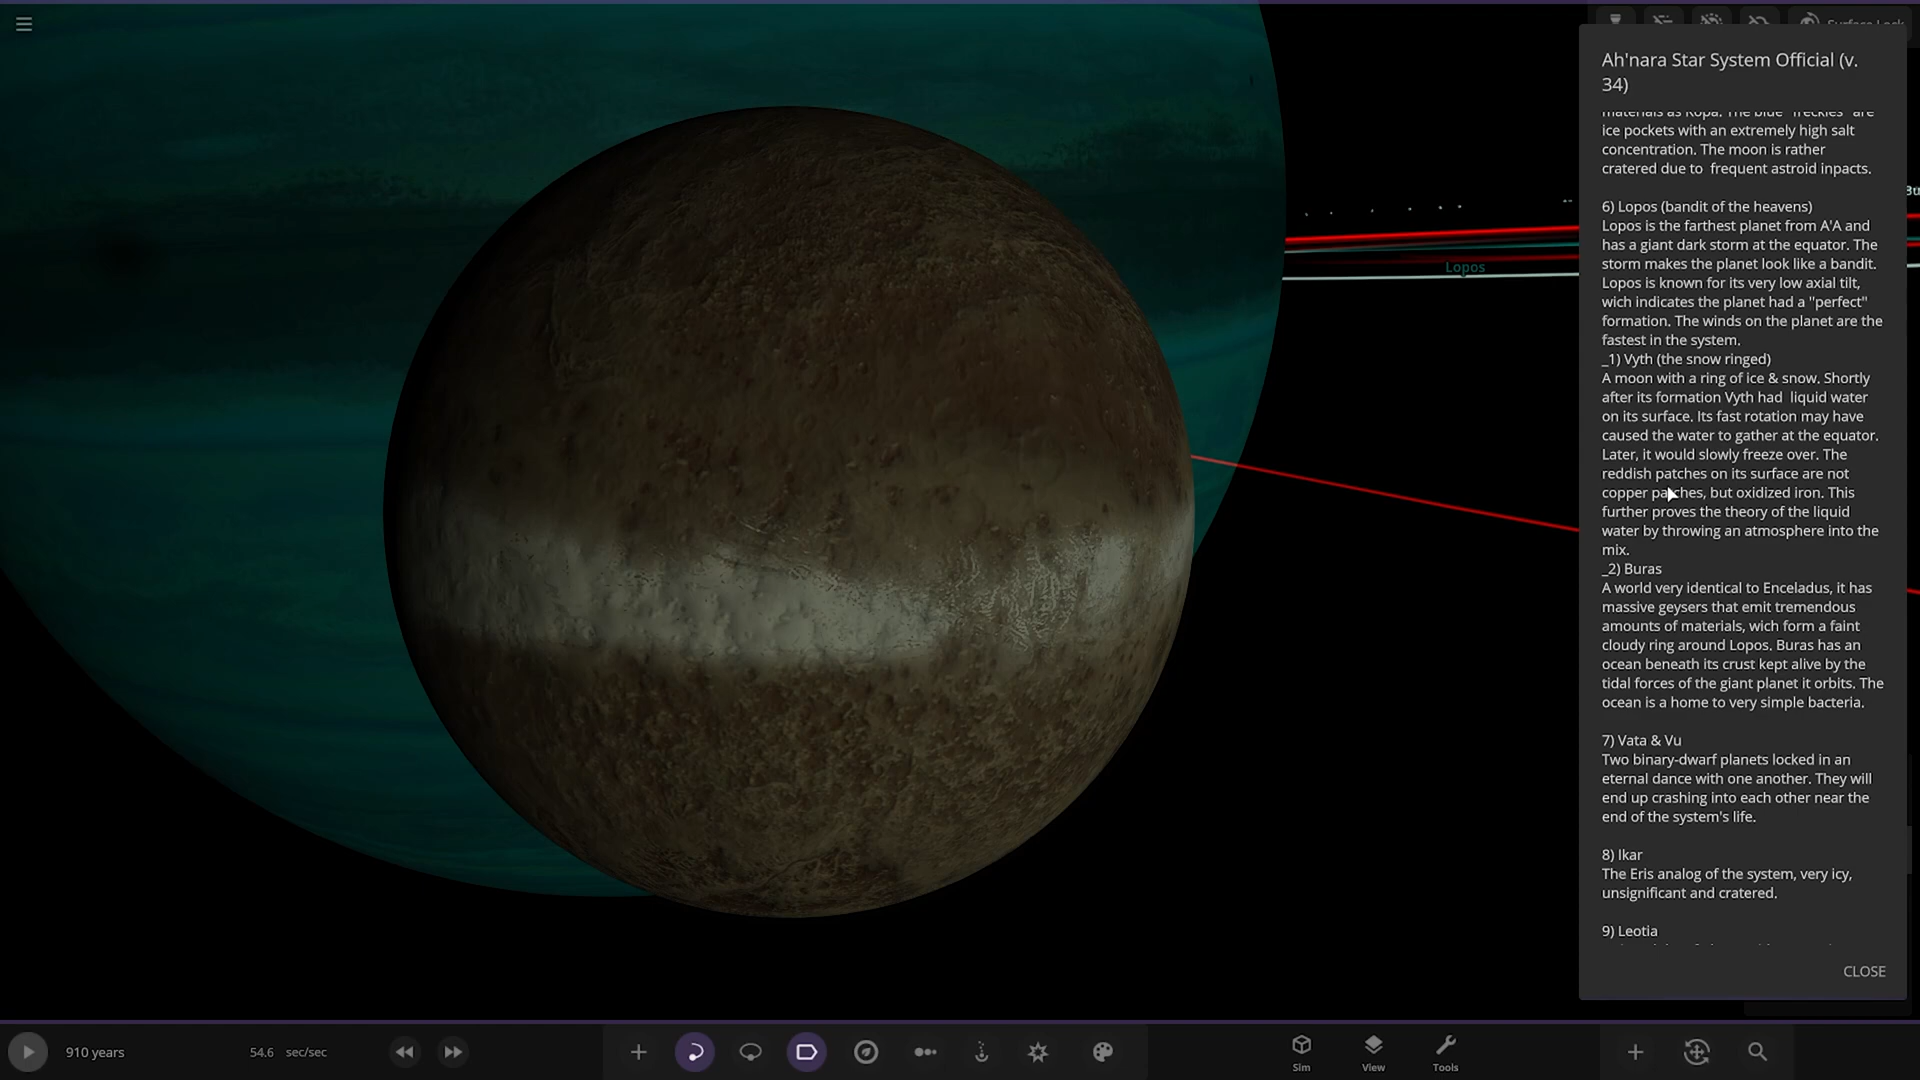 Surface Lock
Ah'nara Star System Official (v.
34)
materials as Ropa. The blue "freckles" are
ice pockets with an extremely high salt
concentration. The moon is rather
cratered due to  frequent astroid inpacts.
6) Lopos (bandit of the heavens)
Lopos is the farthest planet from A'A and
has a giant dark storm at the equator. The
storm makes the planet look like a bandit.
Lopos is known for its very low axial tilt,
wich indicates the planet had a "perfect"
formation. The winds on the planet are the
fastest in the system.
_1) Vyth (the snow ringed)
A moon with a ring of ice & snow. Shortly
after its formation Vyth had  liquid water
on its surface. Its fast rotation may have
caused the water to gather at the equator.
Later, it would slowly freeze over. The
reddish patches on its surface are not
copper patches, but oxidized iron. This
further proves the theory of the liquid
water by throwing an atmosphere into the
mix.
_2) Buras
A world very identical to Enceladus, it has
massive geysers that emit tremendous
amounts of materials, wich form a faint
cloudy ring around Lopos. Buras has an
ocean beneath its crust kept alive by the
tidal forces of the giant planet it orbits. The
ocean is a home to very simple bacteria.
7) Vata & Vu
Two binary-dwarf planets locked in an
eternal dance with one another. They will
end up crashing into each other near the
end of the system's life.
8) Ikar
The Eris analog of the system, very icy,
unsignificant and cratered.
9) Leotia
CLOSE
Lopos
Bu
910 years
54.6 sec/sec
Sim
View
Tools